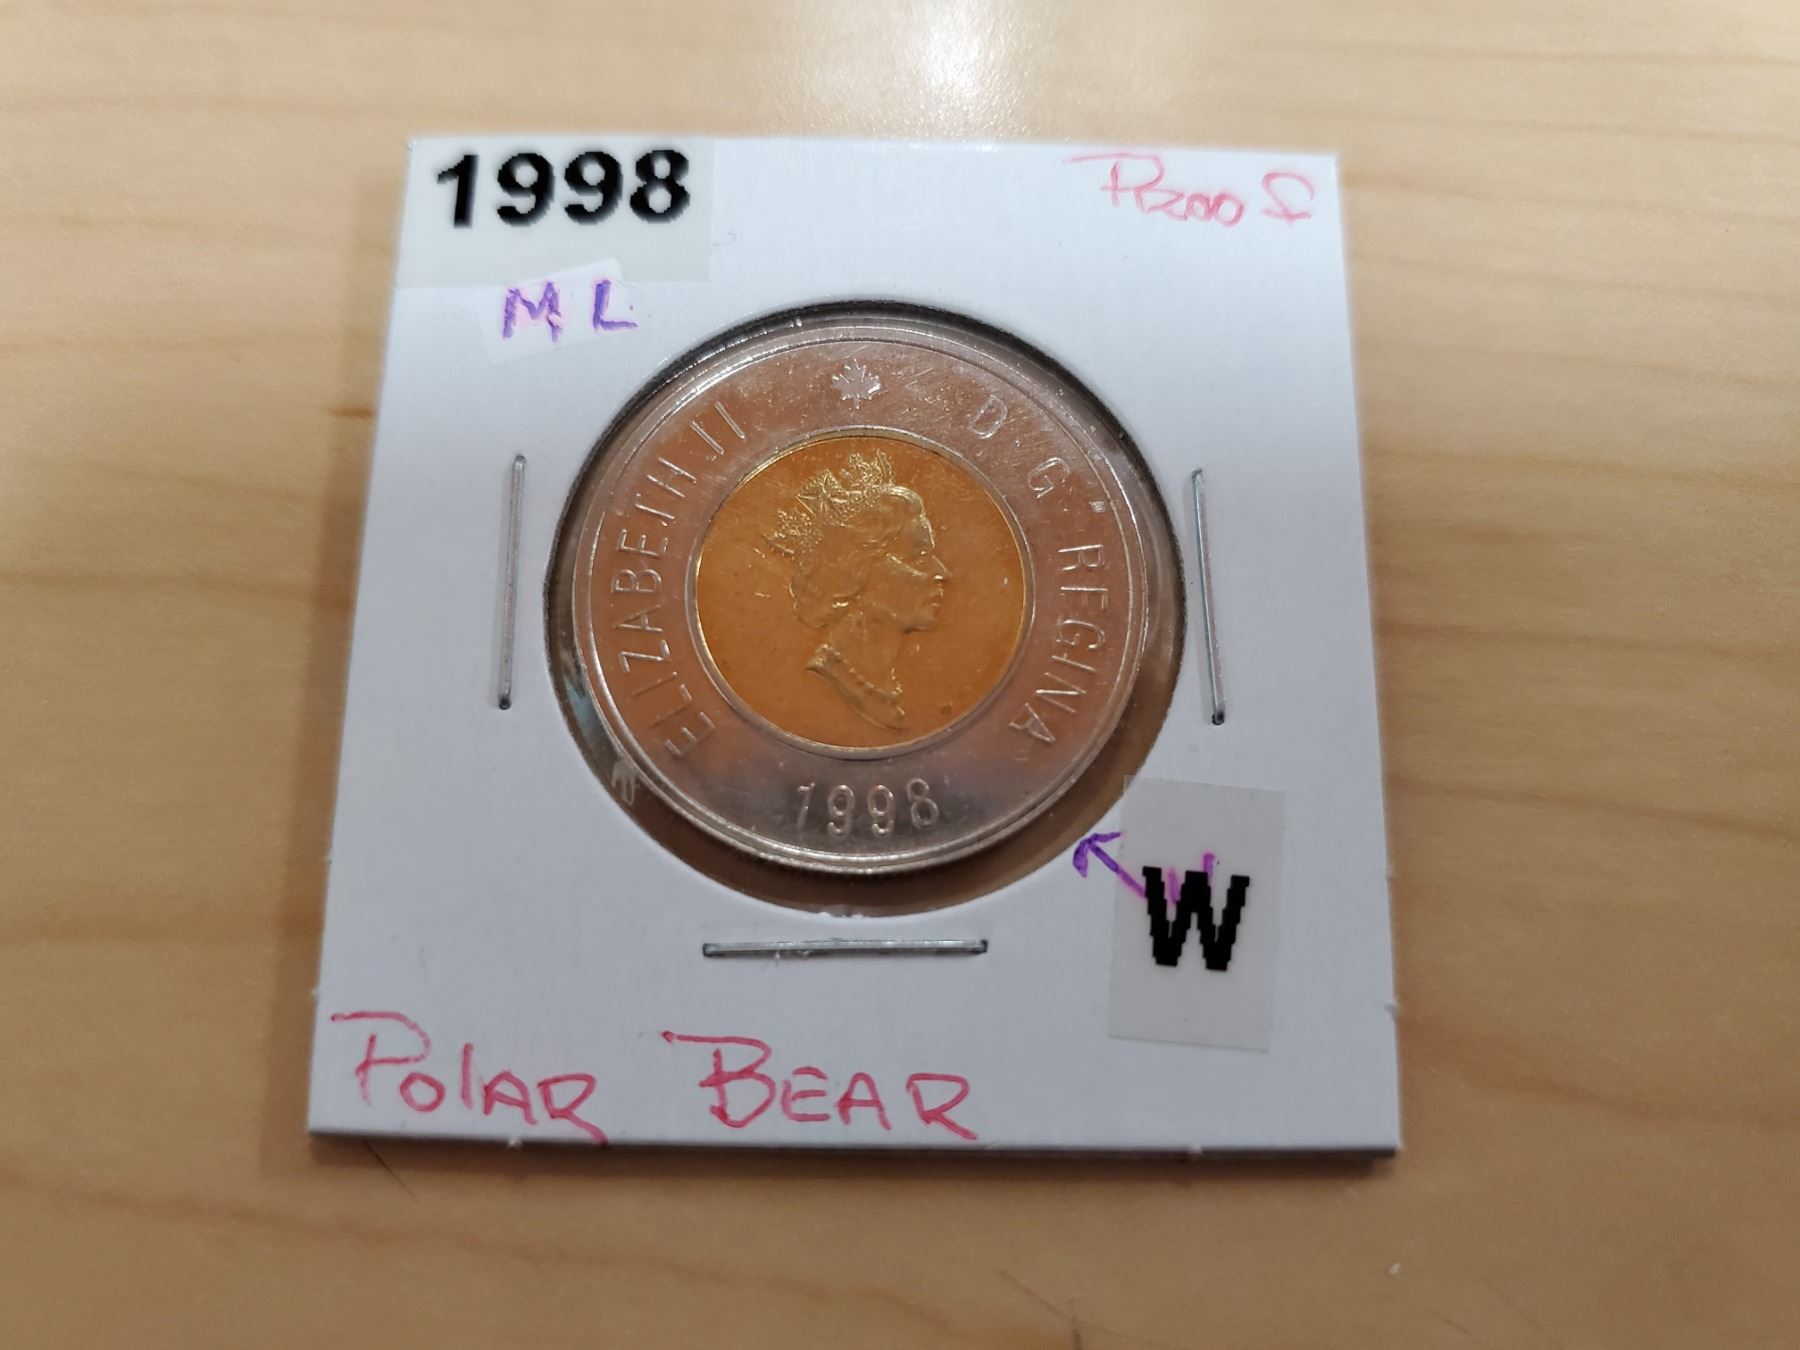 1998
Proof
ML
ELIZABETH II D·G·REGINA
1998
W
POLAR BEAR